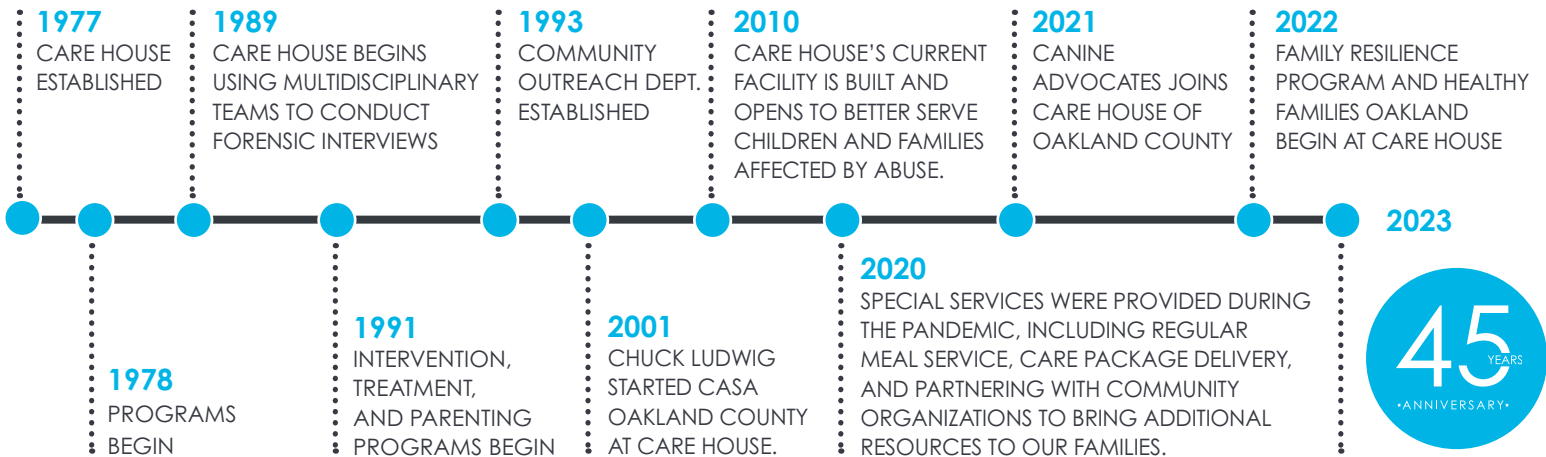 1977
CARE HOUSE
ESTABLISHED
1989
CARE HOUSE BEGINS
USING MULTIDISCIPLINARY
TEAMS TO CONDUCT
FORENSIC INTERVIEWS
1993
COMMUNITY
OUTREACH DEPT.
ESTABLISHED
2010
CARE HOUSE'S CURRENT
FACILITY IS BUILT AND
OPENS TO BETTER SERVE
CHILDREN AND FAMILIES
AFFECTED BY ABUSE.
2021
CANINE
ADVOCATES JOINS
CARE HOUSE OF
OAKLAND COUNTY
2022
FAMILY RESILIENCE
PROGRAM AND HEALTHY
FAMILIES OAKLAND
BEGIN AT CARE HOUSE
2023
1978
PROGRAMS
BEGIN
1991
INTERVENTION,
TREATMENT,
AND PARENTING
PROGRAMS BEGIN
2001
CHUCK LUDWIG
STARTED CASA
OAKLAND COUNTY
AT CARE HOUSE.
2020
SPECIAL SERVICES WERE PROVIDED DURING
THE PANDEMIC, INCLUDING REGULAR
MEAL SERVICE, CARE PACKAGE DELIVERY,
AND PARTNERING WITH COMMUNITY
ORGANIZATIONS TO BRING ADDITIONAL
RESOURCES TO OUR FAMILIES.
45
YEARS
•ANNIVERSARY•